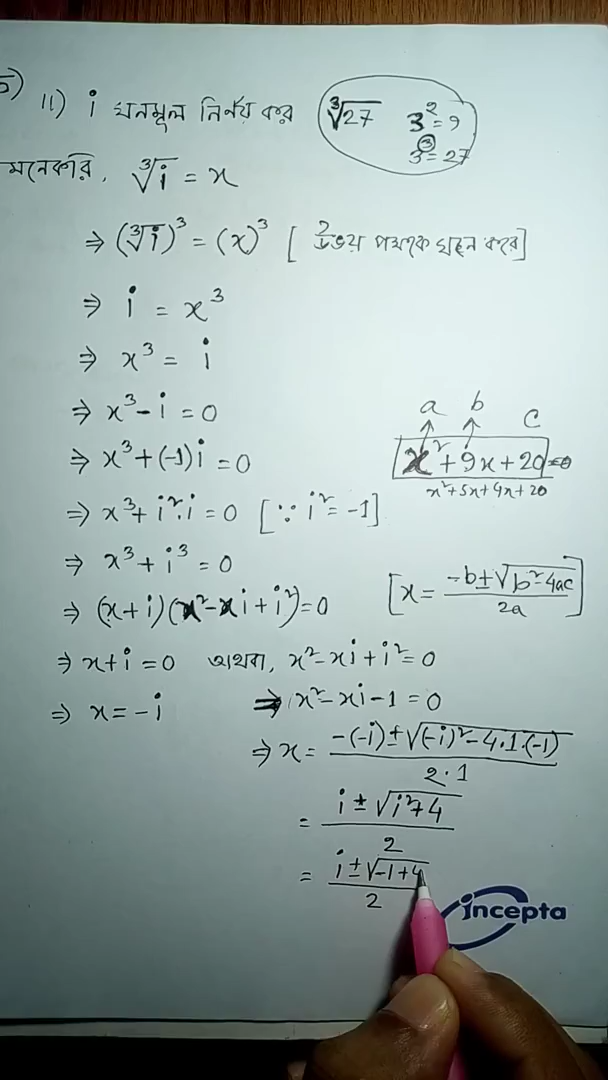 ii) i ঘনমূল নির্ণয় কর
∛27 3² = 9
3³ = 27
মনেকরি, ∛i = x
⇒ (∛i)³ = (x)³ [উভয় পক্ষকে ঘনে করে]
⇒ i = x³
⇒ x³ = i
⇒ x³ - i = 0
⇒ x³ + (-1)i = 0
⇒ x³ + i².i = 0 [∵ i² = -1]
⇒ x³ + i³ = 0
⇒ (x + i)(x² - xi + i²) = 0
⇒ x + i = 0 অথবা, x² - xi + i² = 0
⇒ x = -i ⇒ x² - xi - 1 = 0
⇒ x = (-(-i) ± √((-i)² - 4·1·(-1))) / 2·1
= (i ± √(i² + 4)) / 2
= (i ± √(-1 + 4)) / 2
a b c
x² + 9x + 20 = 0
x² + 5x + 4x + 20
[x = (-b ± √(b² - 4ac)) / 2a]
incepta